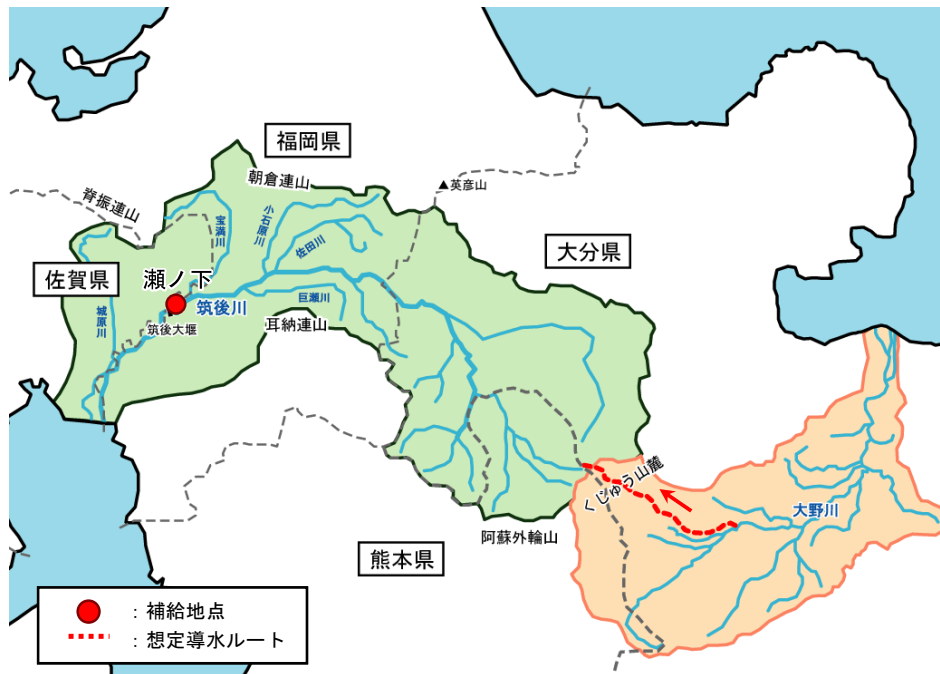 福岡県
朝倉連山
▲英彦山
脊振連山
小石原川
宝満川
佐田川
大分県
佐賀県
瀬ノ下
筑後川
巨瀬川
城原川
筑後大堰
耳納連山
くじゅう山麓
大野川
阿蘇外輪山
熊本県
：補給地点
：想定導水ルート